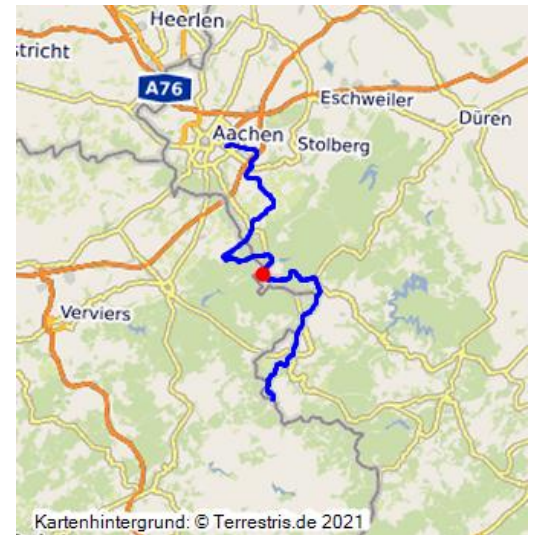 Heerlen
stricht
A76
Eschweiler
Düren
Aachen
Stolberg
Verviers
Kartenhintergrund: © Terrestris.de 2021